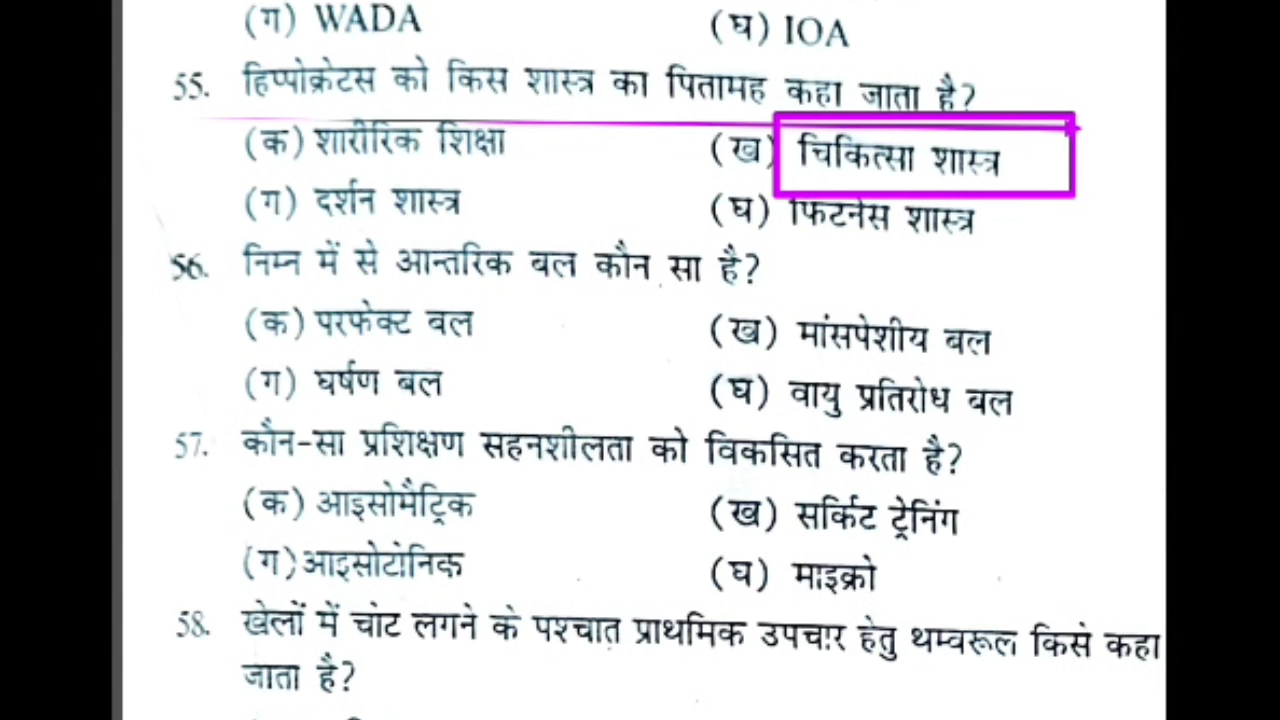 (ग) WADA (घ) IOA
55. हिप्पोक्रेटस को किस शास्त्र का पितामह कहा जाता है?
(क) शारीरिक शिक्षा (ख) चिकित्सा शास्त्र
(ग) दर्शन शास्त्र (घ) फिटनेस शास्त्र
56. निम्न में से आन्तरिक बल कौन सा है?
(क) परफेक्ट बल (ख) मांसपेशीय बल
(ग) घर्षण बल (घ) वायु प्रतिरोध बल
57. कौन-सा प्रशिक्षण सहनशीलता को विकसित करता है?
(क) आइसोमैट्रिक (ख) सर्किट ट्रेनिंग
(ग) आइसोटोनिक (घ) माइक्रो
58. खेलों में चोट लगने के पश्चात् प्राथमिक उपचार हेतु थम्वरूल किसे कहा
जाता है?